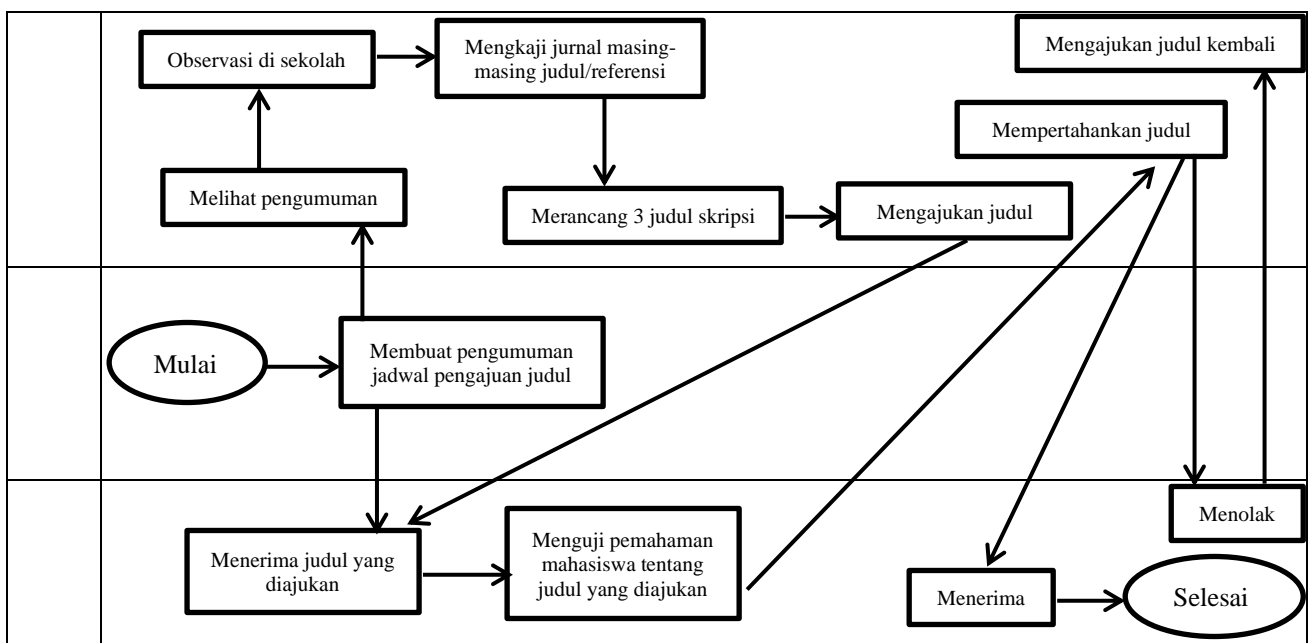 Observasi di sekolah
Mengkaji jurnal masing-
masing judul/referensi
Mengajukan judul kembali
Mempertahankan judul
Melihat pengumuman
Merancang 3 judul skripsi
Mengajukan judul
Mulai
Membuat pengumuman
jadwal pengajuan judul
Menolak
Menerima judul yang
diajukan
Menguji pemahaman
mahasiswa tentang
judul yang diajukan
Menerima
Selesai